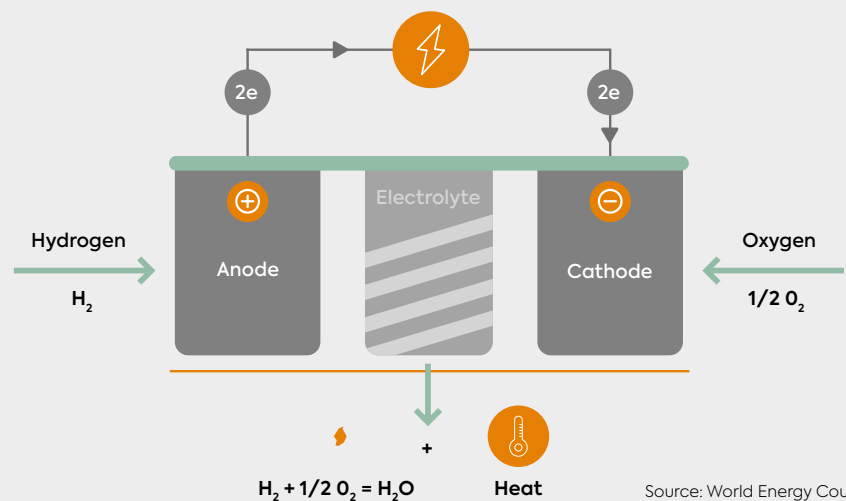 2e
2e
+
Electrolyte
−
Hydrogen
Anode
Cathode
Oxygen
H₂
1/2 0₂
+
H₂ + 1/2 0₂ = H₂O
Heat
Source: World Energy Cou